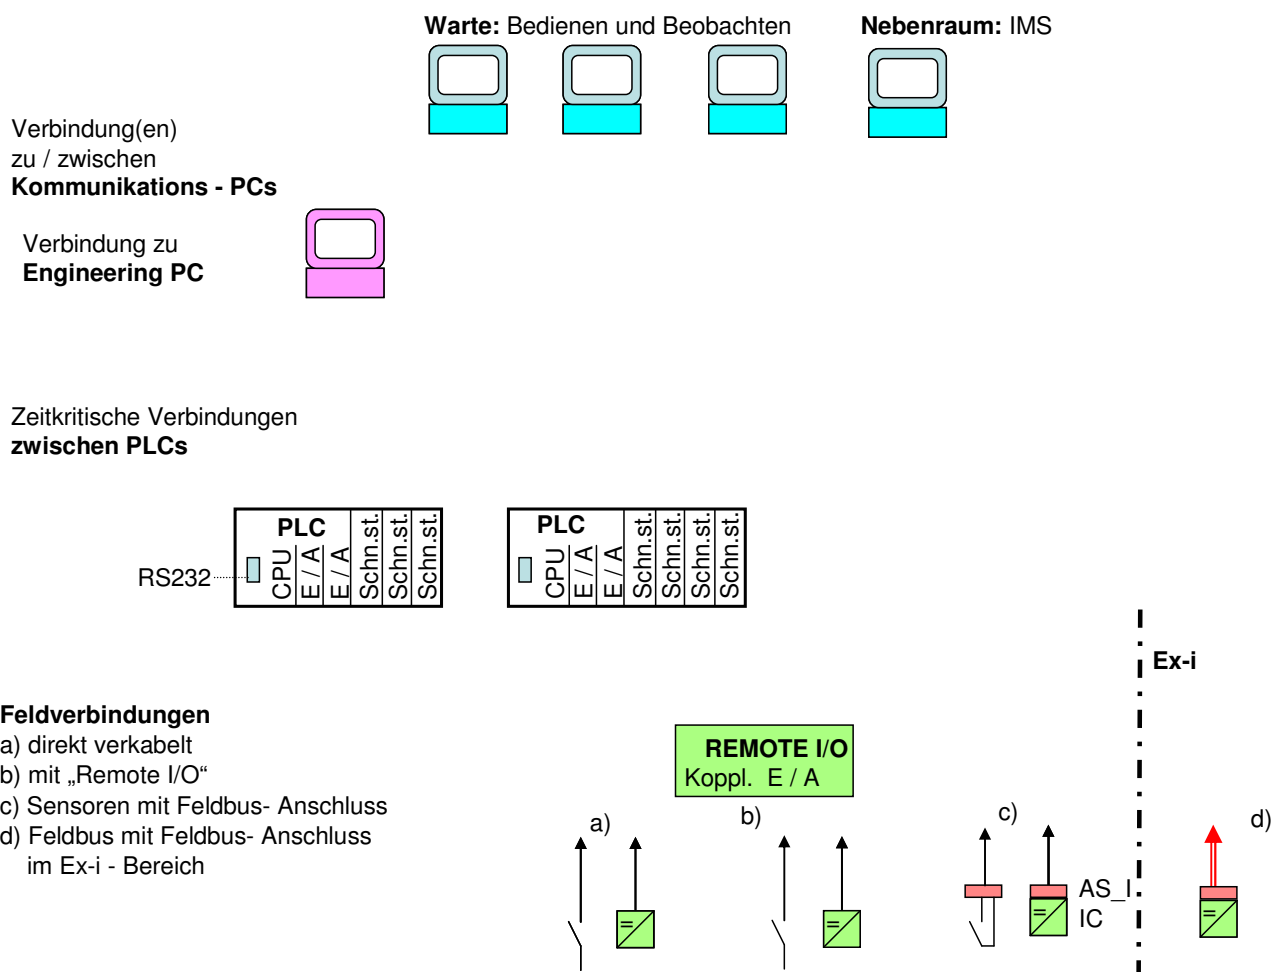 Warte: Bedienen und Beobachten
Nebenraum: IMS
Verbindung(en)
zu / zwischen
Kommunikations - PCs
Verbindung zu
Engineering PC
Zeitkritische Verbindungen
zwischen PLCs
RS232
PLC
CPU
E / A
E / A
Schn.st.
Schn.st.
Schn.st.
PLC
CPU
E / A
E / A
Schn.st.
Schn.st.
Schn.st.
Schn.st.
Ex-i
Feldverbindungen
a) direkt verkabelt
b) mit „Remote I/O“
c) Sensoren mit Feldbus- Anschluss
d) Feldbus mit Feldbus- Anschluss
im Ex-i - Bereich
REMOTE I/O
Koppl. E / A
a)
b)
c)
d)
AS_I
IC
=
=
=
=